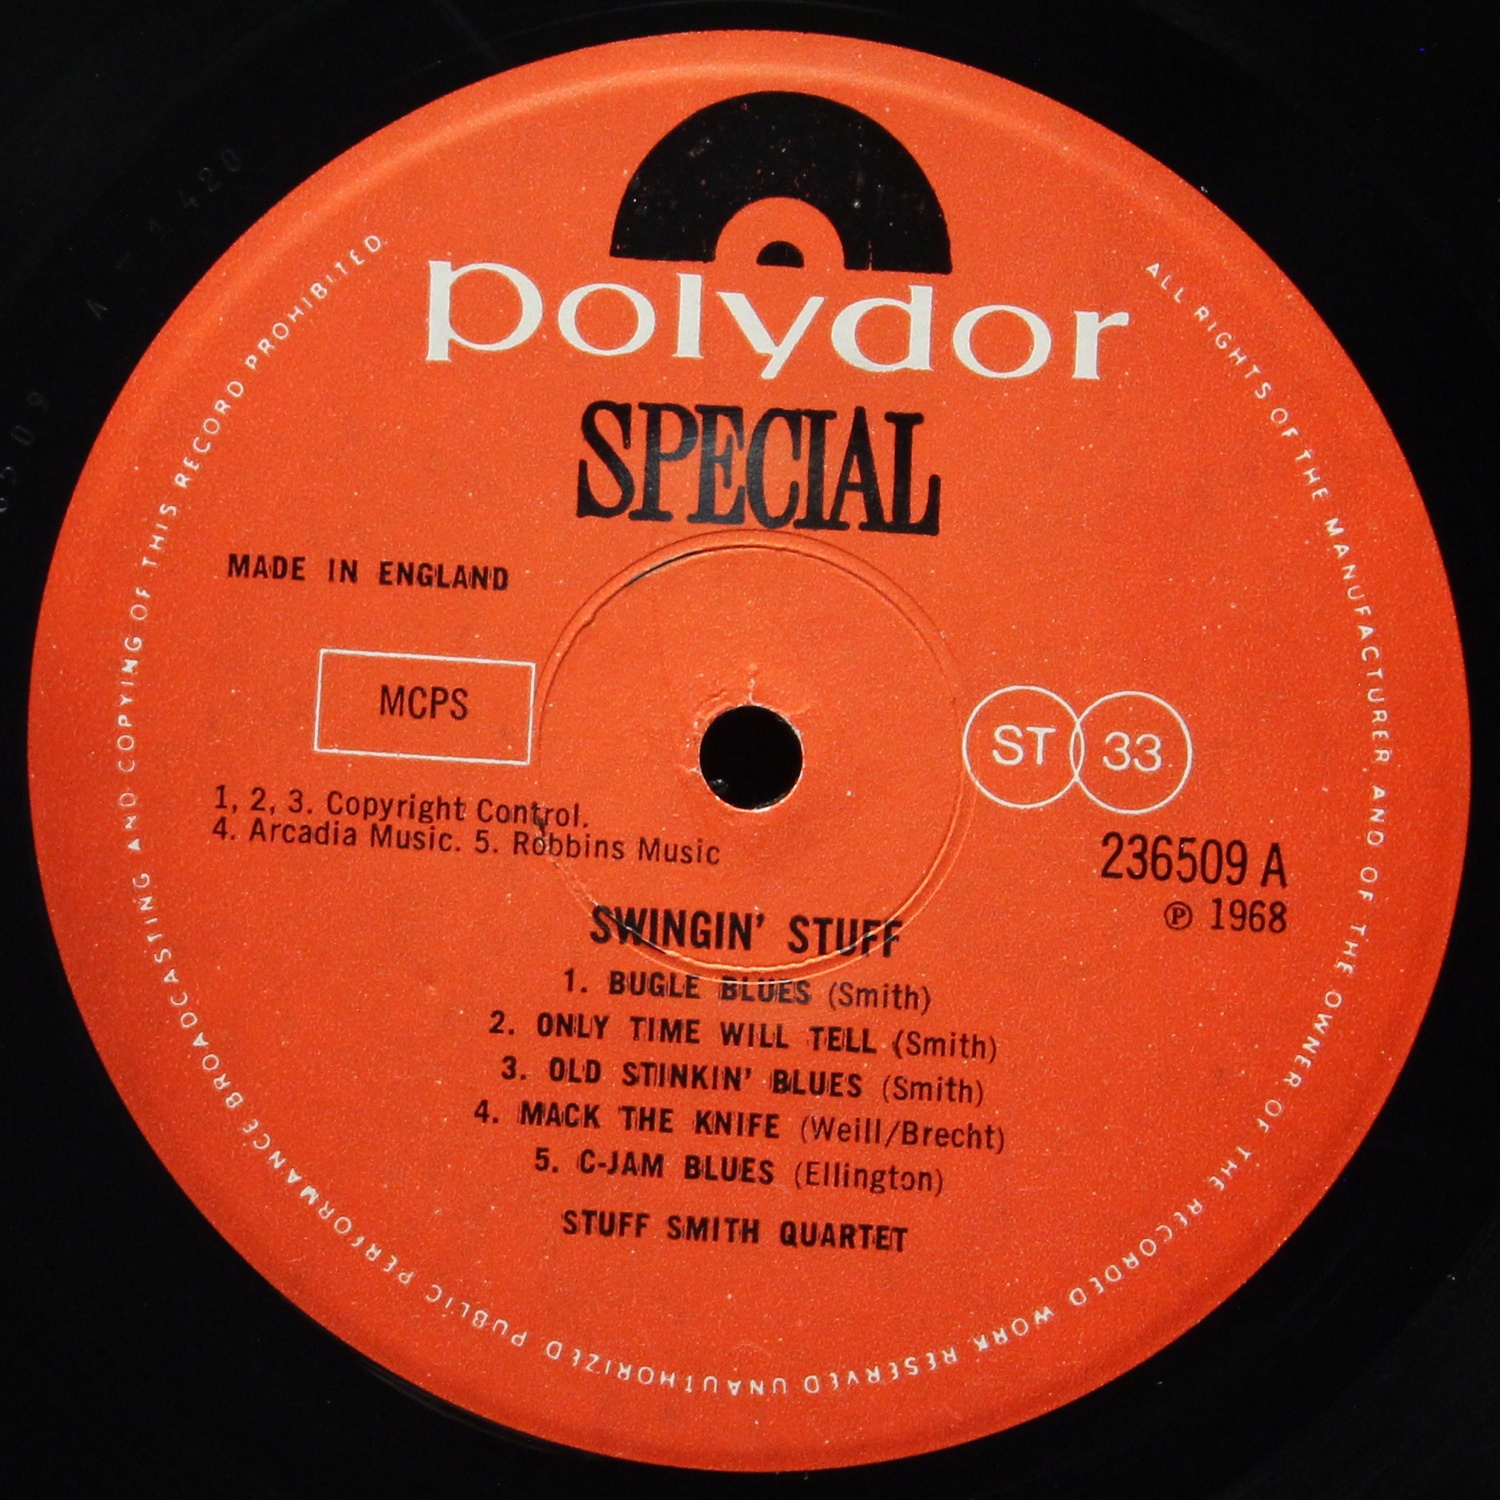 polydor
SPECIAL
MADE IN ENGLAND
MCPS
ST 33
1, 2, 3. Copyright Control.
4. Arcadia Music. 5. Robbins Music
236509 A
℗ 1968
SWINGIN' STUFF
1. BUGLE BLUES (Smith)
2. ONLY TIME WILL TELL (Smith)
3. OLD STINKIN' BLUES (Smith)
4. MACK THE KNIFE (Weill/Brecht)
5. C-JAM BLUES (Ellington)
STUFF SMITH QUARTET
ALL RIGHTS OF THE MANUFACTURER AND OF THE OWNER OF THE RECORDED WORK RESERVED UNAUTHORIZED PUBLIC PERFORMANCE BROADCASTING AND COPYING OF THIS RECORD PROHIBITED